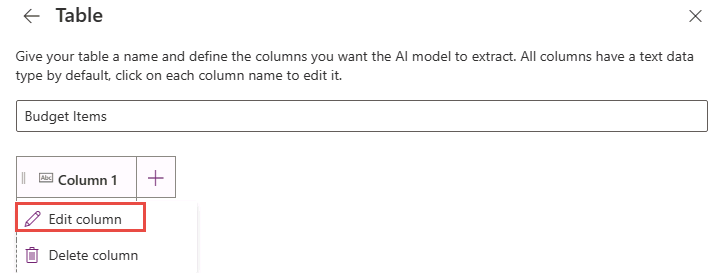 Table
Give your table a name and define the columns you want the AI model to extract. All columns have a text data
type by default, click on each column name to edit it.
Budget Items
Abc Column 1
Edit column
Delete column